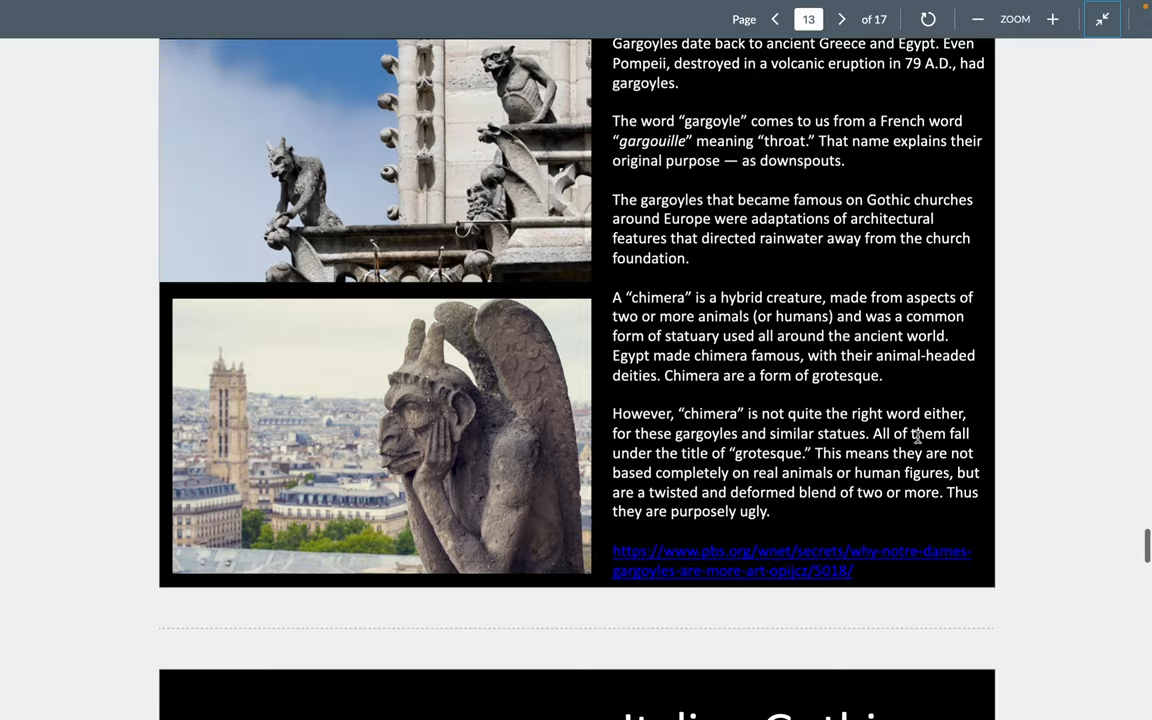 Page 13 of 17 ZOOM
Gargoyles date back to ancient Greece and Egypt. Even
Pompeii, destroyed in a volcanic eruption in 79 A.D., had
gargoyles.
The word “gargoyle” comes to us from a French word
“gargouille” meaning “throat.” That name explains their
original purpose — as downspouts.
The gargoyles that became famous on Gothic churches
around Europe were adaptations of architectural
features that directed rainwater away from the church
foundation.
A “chimera” is a hybrid creature, made from aspects of
two or more animals (or humans) and was a common
form of statuary used all around the ancient world.
Egypt made chimera famous, with their animal-headed
deities. Chimera are a form of grotesque.
However, “chimera” is not quite the right word either,
for these gargoyles and similar statues. All of them fall
under the title of “grotesque.” This means they are not
based completely on real animals or human figures, but
are a twisted and deformed blend of two or more. Thus
they are purposely ugly.
https://www.pbs.org/wnet/secrets/why-notre-dames-
gargoyles-are-more-art-opijcz/5018/